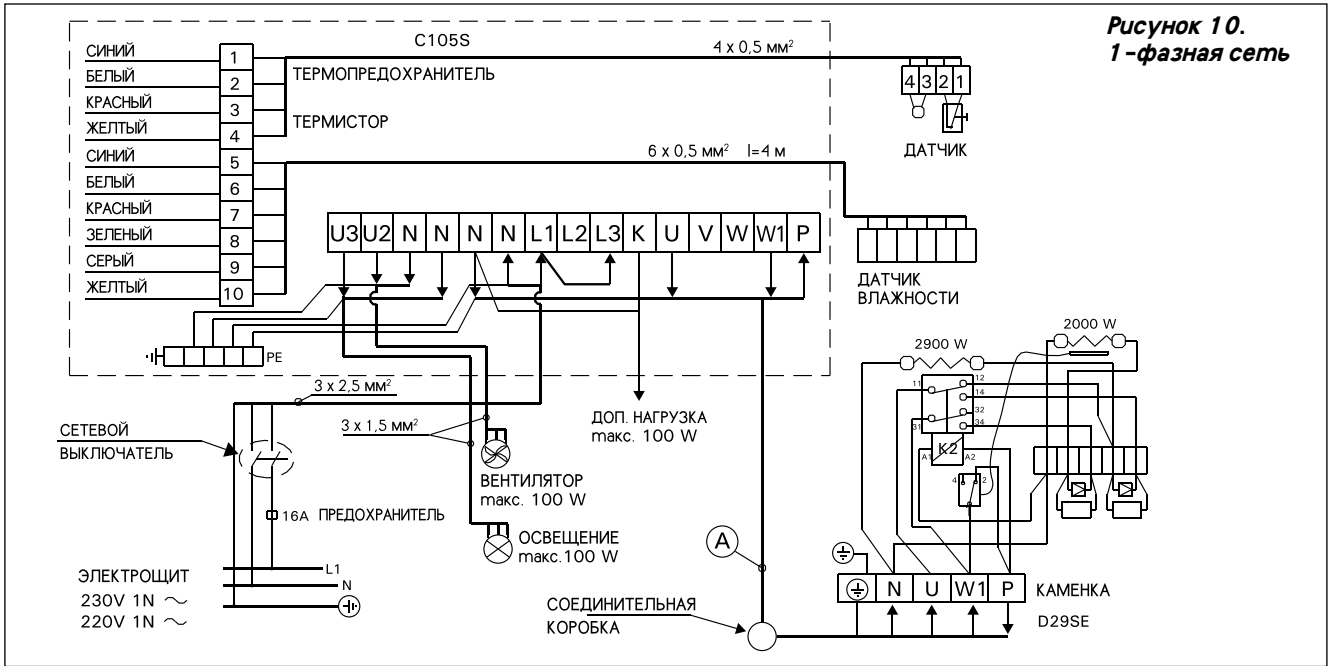 Рисунок 10.
1-фазная сеть
C105S
4 x 0,5 мм²
СИНИЙ 1
БЕЛЫЙ 2
КРАСНЫЙ 3
ЖЕЛТЫЙ 4
СИНИЙ 5
БЕЛЫЙ 6
КРАСНЫЙ 7
ЗЕЛЕНЫЙ 8
СЕРЫЙ 9
ЖЕЛТЫЙ 10
ТЕРМОПРЕДОХРАНИТЕЛЬ
ТЕРМИСТОР
4 3 2 1
ДАТЧИК
6 x 0,5 мм² l=4 м
ДАТЧИК
ВЛАЖНОСТИ
U3 U2 N N N N L1 L2 L3 K U V W W1 P
PE
3 x 2,5 мм²
3 x 1,5 мм²
СЕТЕВОЙ
ВЫКЛЮЧАТЕЛЬ
16A ПРЕДОХРАНИТЕЛЬ
ВЕНТИЛЯТОР
макс. 100 W
ОСВЕЩЕНИЕ
макс.100 W
ДОП. НАГРУЗКА
макс. 100 W
ЭЛЕКТРОЩИТ
230V 1N ~
220V 1N ~
L1
N
A
СОЕДИНИТЕЛЬНАЯ
КОРОБКА
2000 W
2900 W
11 12
14
32
31 34
A1 K2 A2
4 2
1
N U W1 P
КАМЕНКА
D29SE